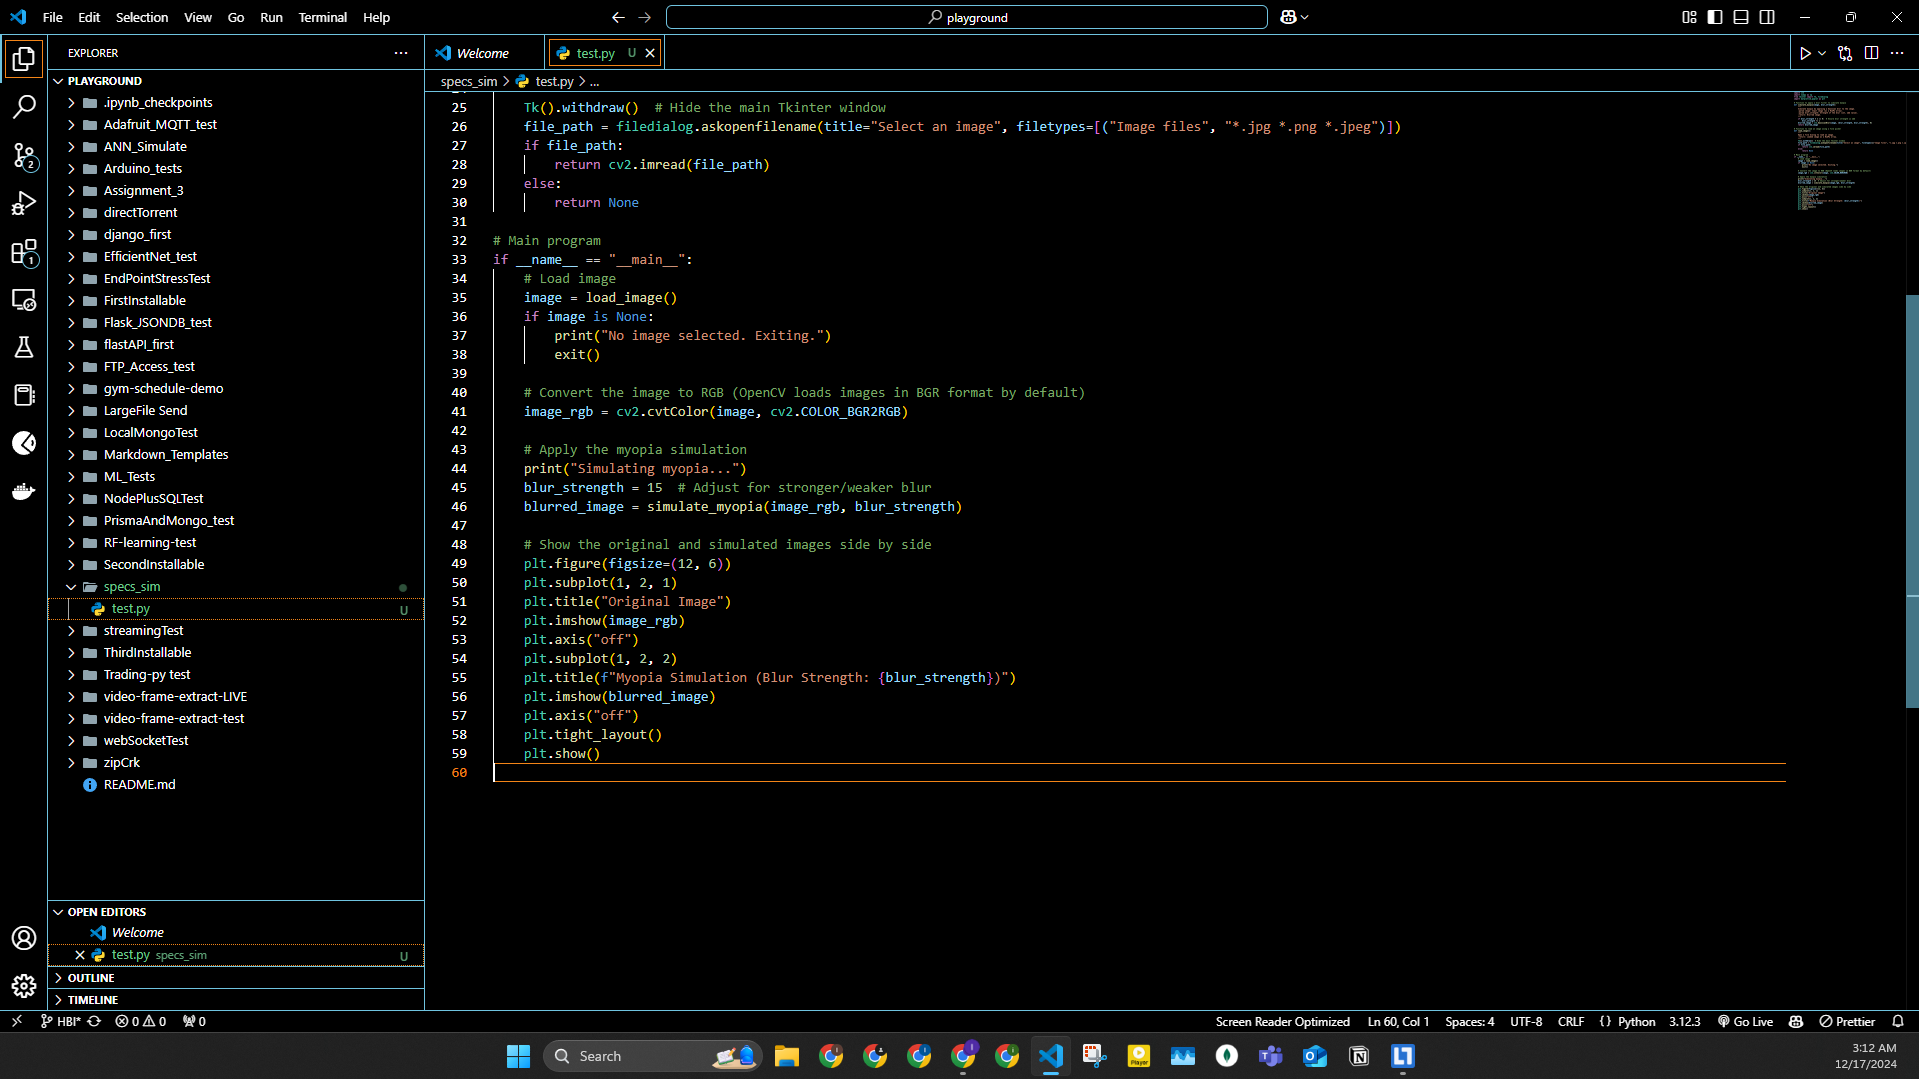 File Edit Selection View Go Run Terminal Help
playground
EXPLORER
PLAYGROUND
.ipynb_checkpoints
Adafruit_MQTT_test
ANN_Simulate
Arduino_tests
Assignment_3
directTorrent
django_first
EfficientNet_test
EndPointStressTest
FirstInstallable
Flask_JSONDB_test
flastAPI_first
FTP_Access_test
gym-schedule-demo
LargeFile Send
LocalMongoTest
Markdown_Templates
ML_Tests
NodePlusSQLTest
PrismaAndMongo_test
RF-learning-test
SecondInstallable
specs_sim
test.py U
streamingTest
ThirdInstallable
Trading-py test
video-frame-extract-LIVE
video-frame-extract-test
webSocketTest
zipCrk
README.md
OPEN EDITORS
Welcome
test.py specs_sim U
OUTLINE
TIMELINE
2
1
Welcome test.py U
specs_sim > test.py > ...
25 Tk().withdraw()  # Hide the main Tkinter window
26 file_path = filedialog.askopenfilename(title="Select an image", filetypes=[("Image files", "*.jpg *.png *.jpeg")])
27 if file_path:
28 return cv2.imread(file_path)
29 else:
30 return None
31
32 # Main program
33 if __name__ == "__main__":
34 # Load image
35 image = load_image()
36 if image is None:
37 print("No image selected. Exiting.")
38 exit()
39
40 # Convert the image to RGB (OpenCV loads images in BGR format by default)
41 image_rgb = cv2.cvtColor(image, cv2.COLOR_BGR2RGB)
42
43 # Apply the myopia simulation
44 print("Simulating myopia...")
45 blur_strength = 15  # Adjust for stronger/weaker blur
46 blurred_image = simulate_myopia(image_rgb, blur_strength)
47
48 # Show the original and simulated images side by side
49 plt.figure(figsize=(12, 6))
50 plt.subplot(1, 2, 1)
51 plt.title("Original Image")
52 plt.imshow(image_rgb)
53 plt.axis("off")
54 plt.subplot(1, 2, 2)
55 plt.title(f"Myopia Simulation (Blur Strength: {blur_strength})")
56 plt.imshow(blurred_image)
57 plt.axis("off")
58 plt.tight_layout()
59 plt.show()
60
HBI* 0 0 0 Screen Reader Optimized Ln 60, Col 1 Spaces: 4 UTF-8 CRLF {} Python 3.12.3 Go Live Prettier
Search
3:12 AM
12/17/2024